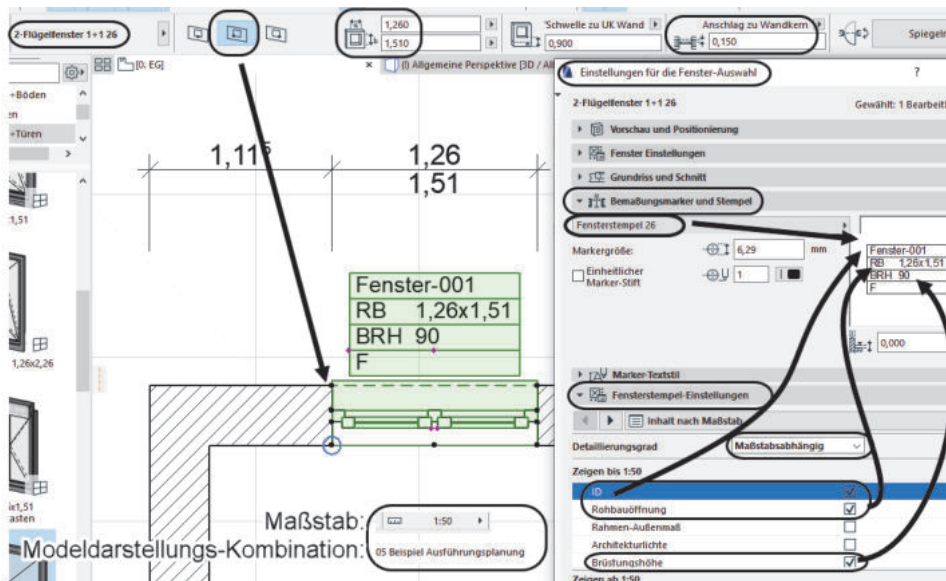 2-Flügelfenster 1+1 26
1,260
1,510
'Schwelle zu UK Wand
0,900
Anschlag zu Wandkern
0,150
Spiegeln
[0. EG]
(!) Allgemeine Perspektive [3D / All
Einstellungen für die Fenster-Auswahl
?
+Böden
en
+Türen
2-Flügelfenster 1+1 26
Gewählt: 1 Bearbeitb
Vorschau und Positionierung
Fenster Einstellungen
Grundriss und Schnitt
Bemaßungsmarker und Stempel
Fensterstempel 26
Markergröße:
6,29
mm
Einheitlicher
Marker-Stift
1
Fenster-001
RB 1,26x1,51
BRH 90
F
0,000
1,11⁵
1,26
1,51
1,51
1,26x2,26
Fenster-001
RB 1,26x1,51
BRH 90
F
Marker-Textstil
Fensterstempel-Einstellungen
Inhalt nach Maßstab
Detaillierungsgrad
Maßstabsabhängig
Zeigen bis 1:50
ID
Rohbauöffnung
Rahmen-Außenmaß
Architekturlichte
Brüstungshöhe
Zeigen ab 1:50
asten
Maßstab:
1:50
Modeldarstellungs-Kombination:
05 Beispiel Ausführungsplanung